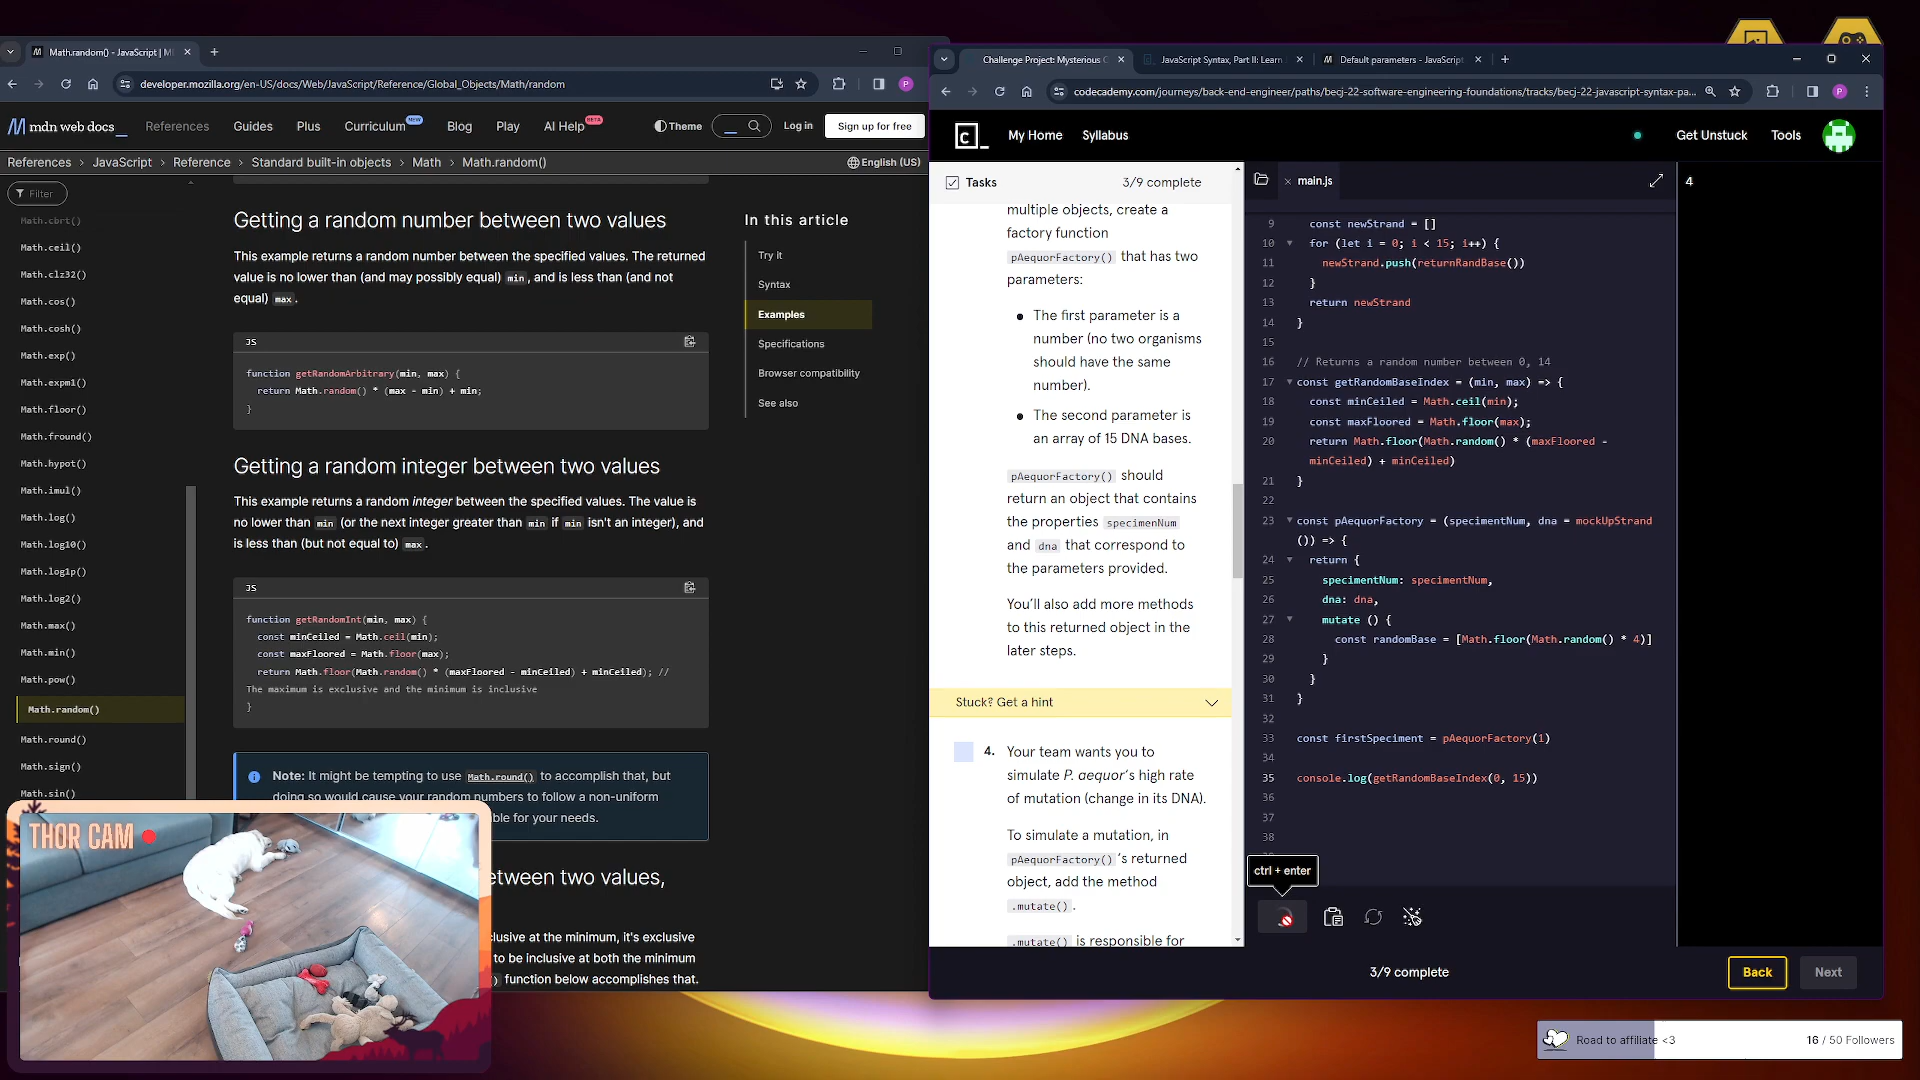 Math.random() - JavaScript | M
developer.mozilla.org/en-US/docs/Web/JavaScript/Reference/Global_Objects/Math/random
mdn web docs_
References
Guides
Plus
Curriculum NEW
Blog
Play
AI Help BETA
Theme
Log in
Sign up for free
References > JavaScript > Reference > Standard built-in objects > Math > Math.random()
English (US)
Filter
Math.cbrt()
Math.ceil()
Math.clz32()
Math.cos()
Math.cosh()
Math.exp()
Math.expm1()
Math.floor()
Math.fround()
Math.hypot()
Math.imul()
Math.log()
Math.log10()
Math.log1p()
Math.log2()
Math.max()
Math.min()
Math.pow()
Math.random()
Math.round()
Math.sign()
Math.sin()
Getting a random number between two values
This example returns a random number between the specified values. The returned
value is no lower than (and may possibly equal) min, and is less than (and not
equal) max.
JS
function getRandomArbitrary(min, max) {
return Math.random() * (max - min) + min;
}
Getting a random integer between two values
This example returns a random integer between the specified values. The value is
no lower than min (or the next integer greater than min if min isn't an integer), and
is less than (but not equal to) max.
JS
function getRandomInt(min, max) {
const minCeiled = Math.ceil(min);
const maxFloored = Math.floor(max);
return Math.floor(Math.random() * (maxFloored - minCeiled) + minCeiled); //
The maximum is exclusive and the minimum is inclusive
}
Note: It might be tempting to use Math.round() to accomplish that, but
doing so would cause your random numbers to follow a non-uniform
ble for your needs.
etween two values,
clusive at the minimum, it's exclusive
to be inclusive at both the minimum
) function below accomplishes that.
In this article
Try it
Syntax
Examples
Specifications
Browser compatibility
See also
THOR CAM
Challenge Project: Mysterious
JavaScript Syntax, Part II: Learn
Default parameters - JavaScript
codecademy.com/journeys/back-end-engineer/paths/becj-22-software-engineering-foundations/tracks/becj-22-javascript-syntax-pa...
My Home
Syllabus
Get Unstuck
Tools
Tasks
3/9 complete
multiple objects, create a
factory function
pAequorFactory() that has two
parameters:
The first parameter is a
number (no two organisms
should have the same
number).
The second parameter is
an array of 15 DNA bases.
pAequorFactory() should
return an object that contains
the properties specimenNum
and dna that correspond to
the parameters provided.
You'll also add more methods
to this returned object in the
later steps.
Stuck? Get a hint
4. Your team wants you to
simulate P. aequor's high rate
of mutation (change in its DNA).
To simulate a mutation, in
pAequorFactory()'s returned
object, add the method
.mutate().
.mutate() is responsible for
main.js
9 const newStrand = []
10 for (let i = 0; i < 15; i++) {
11 newStrand.push(returnRandBase())
12 }
13 return newStrand
14 }
15
16 // Returns a random number between 0, 14
17 const getRandomBaseIndex = (min, max) => {
18 const minCeiled = Math.ceil(min);
19 const maxFloored = Math.floor(max);
20 return Math.floor(Math.random() * (maxFloored -
minCeiled) + minCeiled)
21 }
22
23 const pAequorFactory = (specimentNum, dna = mockUpStrand
()) => {
24 return {
25 specimentNum: specimentNum,
26 dna: dna,
27 mutate () {
28 const randomBase = [Math.floor(Math.random() * 4)]
29 }
30 }
31 }
32
33 const firstSpeciment = pAequorFactory(1)
34
35 console.log(getRandomBaseIndex(0, 15))
36
37
38
ctrl + enter
4
3/9 complete
Back
Next
Road to affiliate <3
16 / 50 Followers